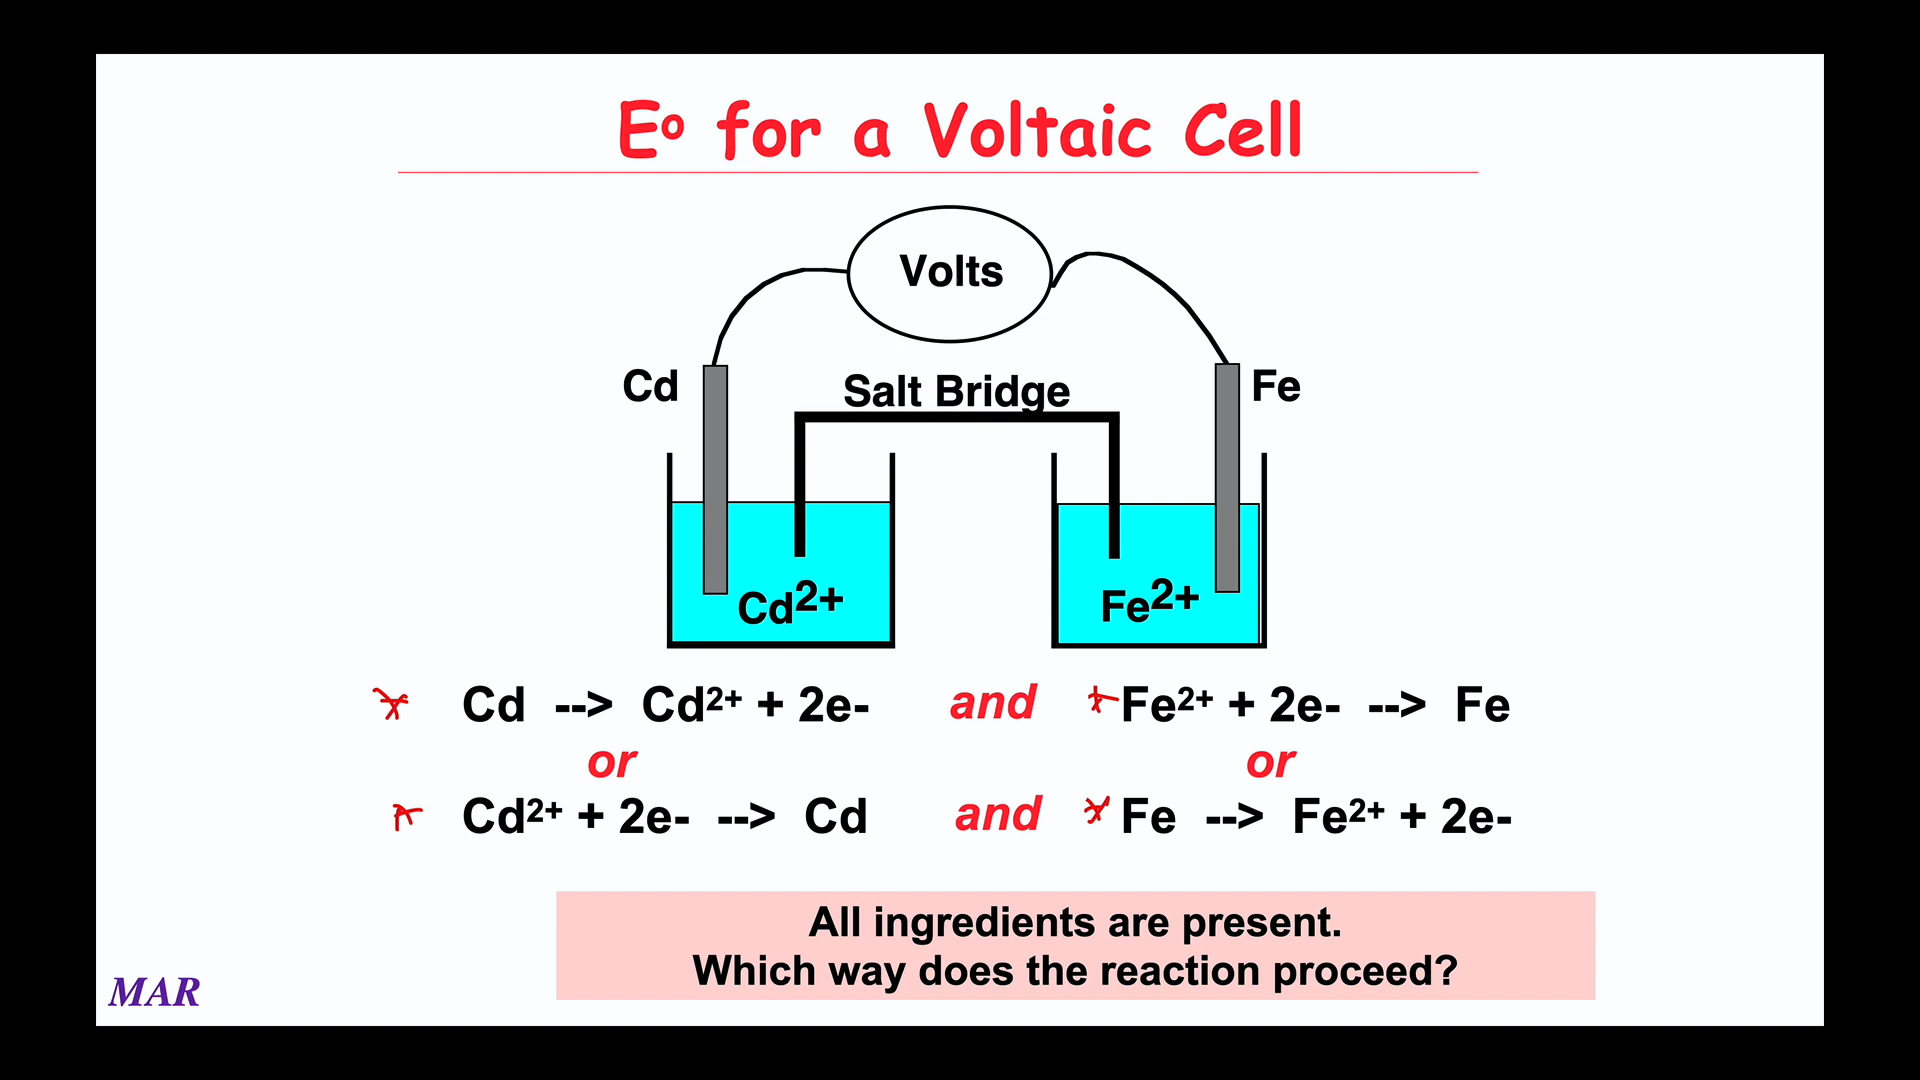 Eº for a Voltaic Cell
Volts
Cd
Salt Bridge
Fe
Cd2+
Fe2+
Cd --> Cd2+ + 2e- and Fe2+ + 2e- --> Fe
or or
Cd2+ + 2e- --> Cd and Fe --> Fe2+ + 2e-
All ingredients are present.
Which way does the reaction proceed?
MAR